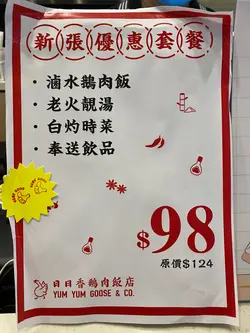 新張優惠套餐
· 滷水鵝肉飯
· 老火靚湯
· 白灼時菜
· 奉送飲品
$98
原價$124
日日香鵝肉飯店
YUM YUM GOOSE & CO.